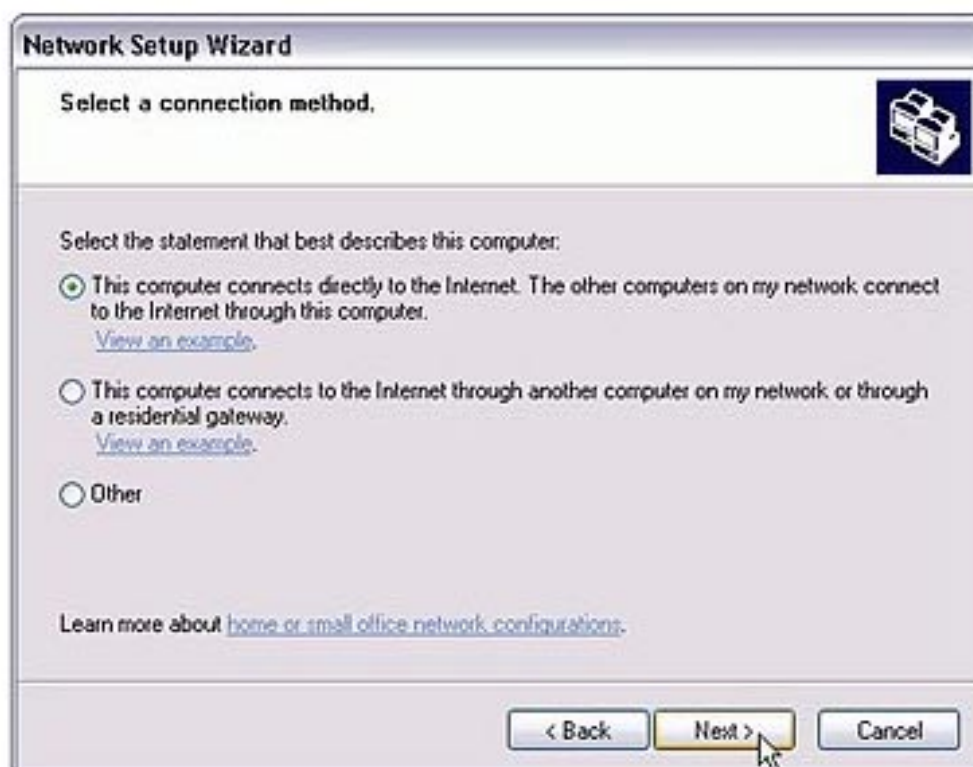 Network Setup Wizard
Select a connection method.
Select the statement that best describes this computer:
This computer connects directly to the Internet. The other computers on my network connect
to the Internet through this computer.
View an example.
This computer connects to the Internet through another computer on my network or through
a residential gateway.
View an example.
Other
Learn more about home or small office network configurations.
< Back Next > Cancel